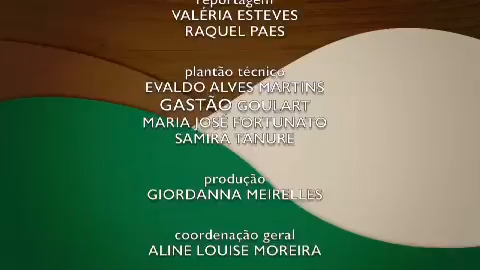 reportagem
VALÉRIA ESTEVES
RAQUEL PAES
plantão técnico
EVALDO ALVES MARTINS
GASTÃO GOULART
MARIA JOSÉ FORTUNATO
SAMIRA TANURE
produção
GIORDANNA MEIRELLES
coordenação geral
ALINE LOUISE MOREIRA